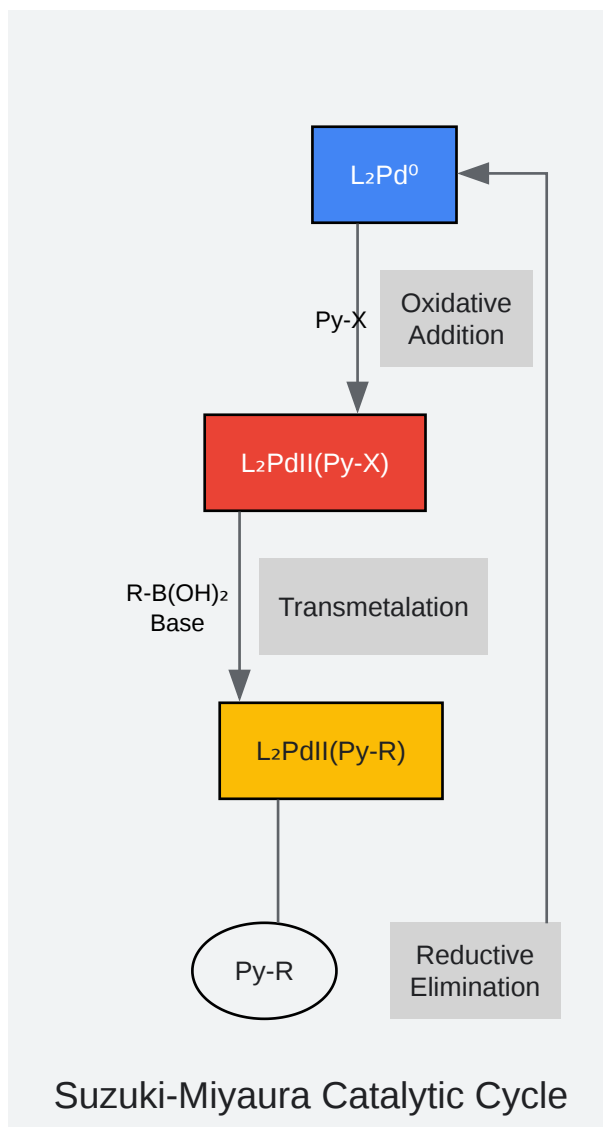 L₂Pd⁰
Py-X
Oxidative
Addition
L₂PdII(Py-X)
R-B(OH)₂
Base
Transmetalation
L₂PdII(Py-R)
Py-R
Reductive
Elimination
Suzuki-Miyaura Catalytic Cycle